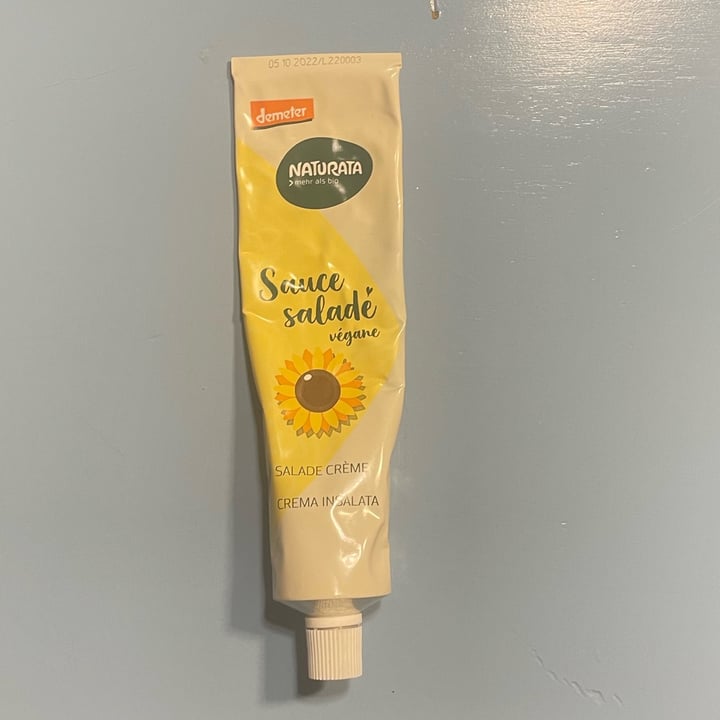 05 10 2022/L220003
demeter
NATURATA
mehr als bio
Sauce
saladé
végane
SALADE CRÈME
CREMA INSALATA